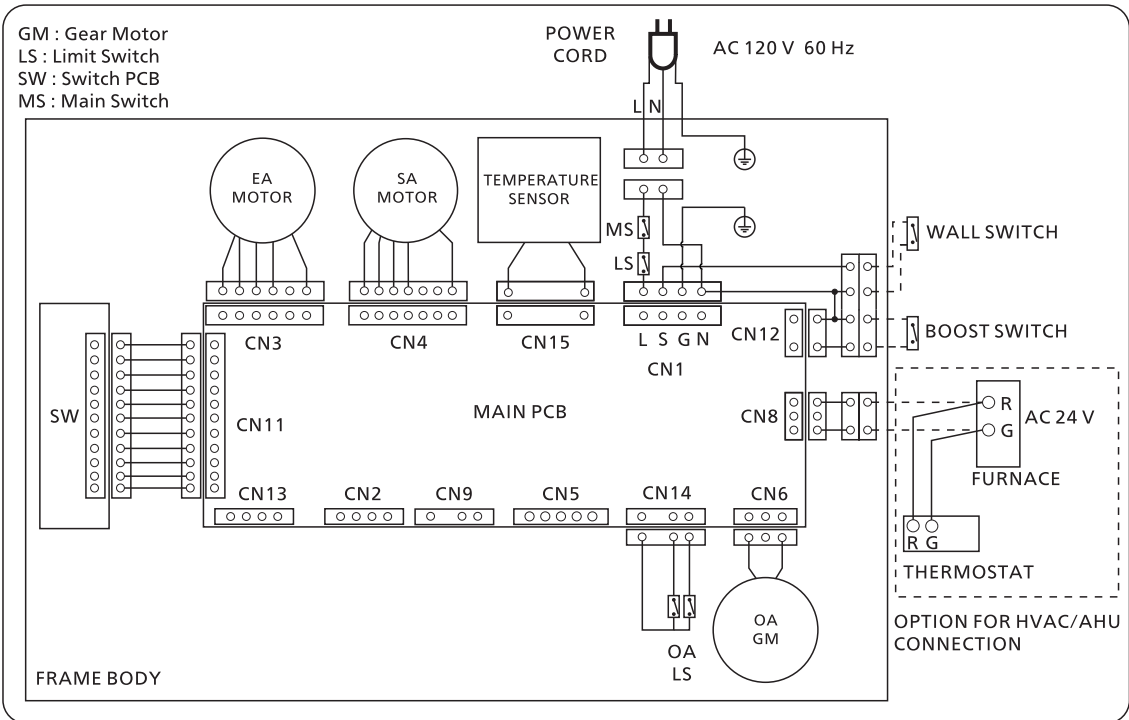 GM : Gear Motor
LS : Limit Switch
SW : Switch PCB
MS : Main Switch
POWER
CORD
AC 120 V 60 Hz
L N
EA
MOTOR
SA
MOTOR
TEMPERATURE
SENSOR
MS
LS
WALL SWITCH
BOOST SWITCH
CN3
CN4
CN15
L S G N
CN1
CN12
SW
CN11
MAIN PCB
CN8
R
G
AC 24 V
FURNACE
CN13
CN2
CN9
CN5
CN14
CN6
R G
THERMOSTAT
OA
LS
OA
GM
OPTION FOR HVAC/AHU
CONNECTION
FRAME BODY